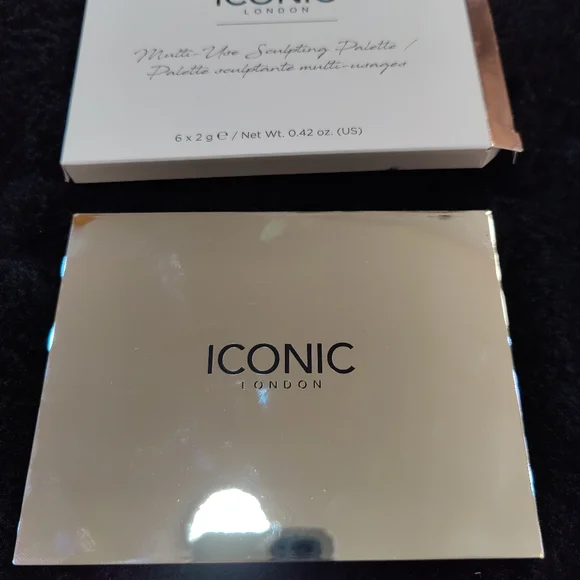 ICONIC
LONDON
Multi-Use Sculpting Palette /
Palette sculptante multi-usages
6 x 2 g ℮ / Net Wt. 0.42 oz. (US)
ICONIC
LONDON